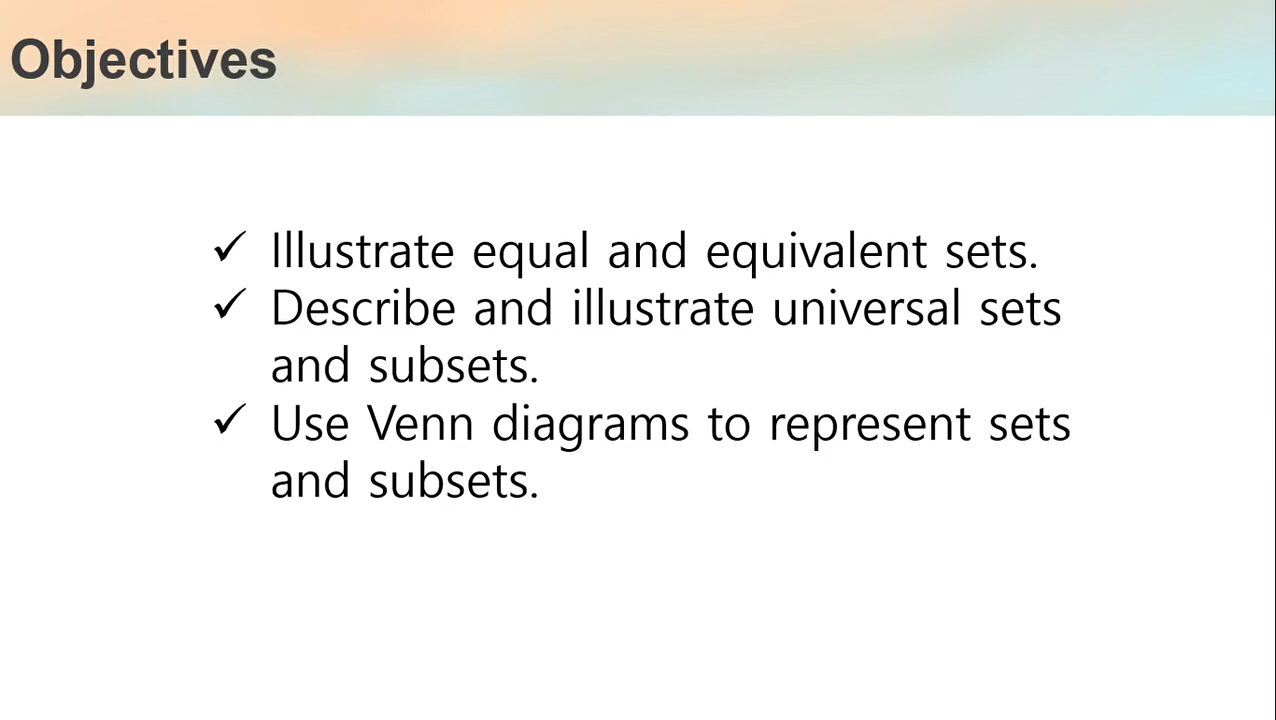 Objectives
✓ Illustrate equal and equivalent sets.
✓ Describe and illustrate universal sets
and subsets.
✓ Use Venn diagrams to represent sets
and subsets.